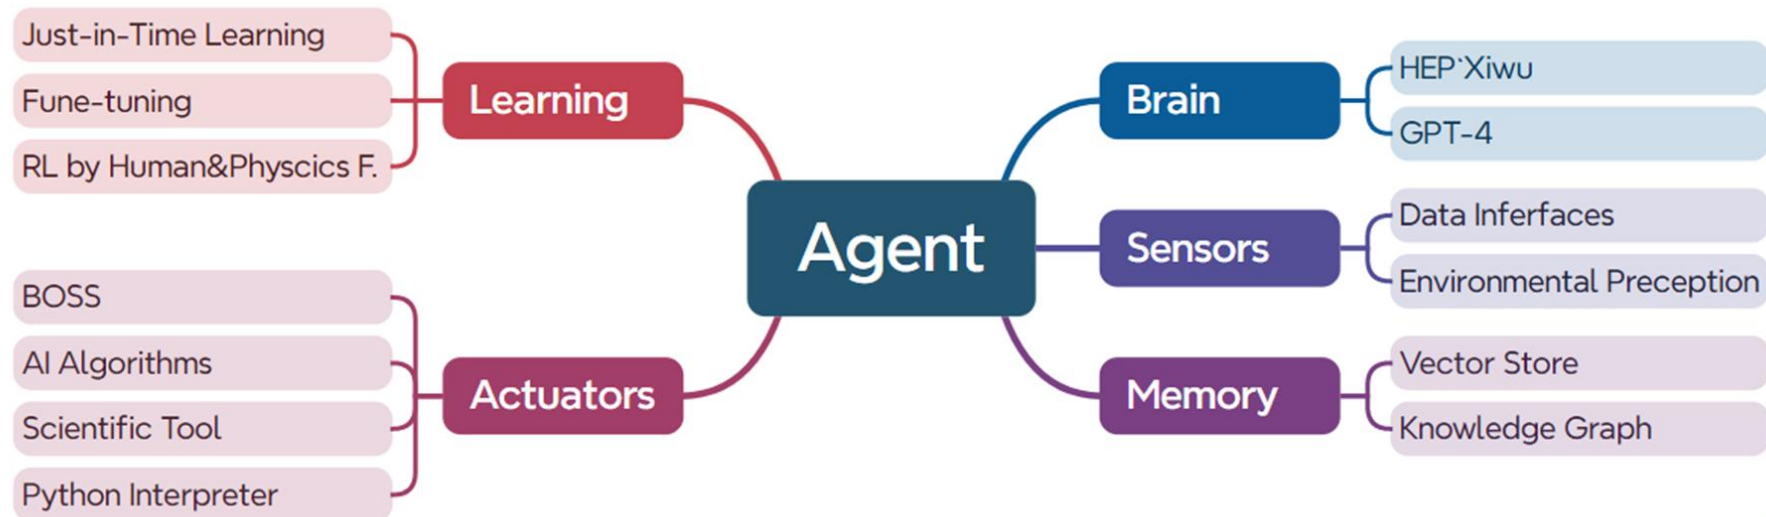 Just-in-Time Learning
Fune-tuning
RL by Human&Physcics F.
Learning
BOSS
AI Algorithms
Scientific Tool
Python Interpreter
Actuators
Agent
Brain
HEP`Xiwu
GPT-4
Sensors
Data Inferfaces
Environmental Preception
Memory
Vector Store
Knowledge Graph